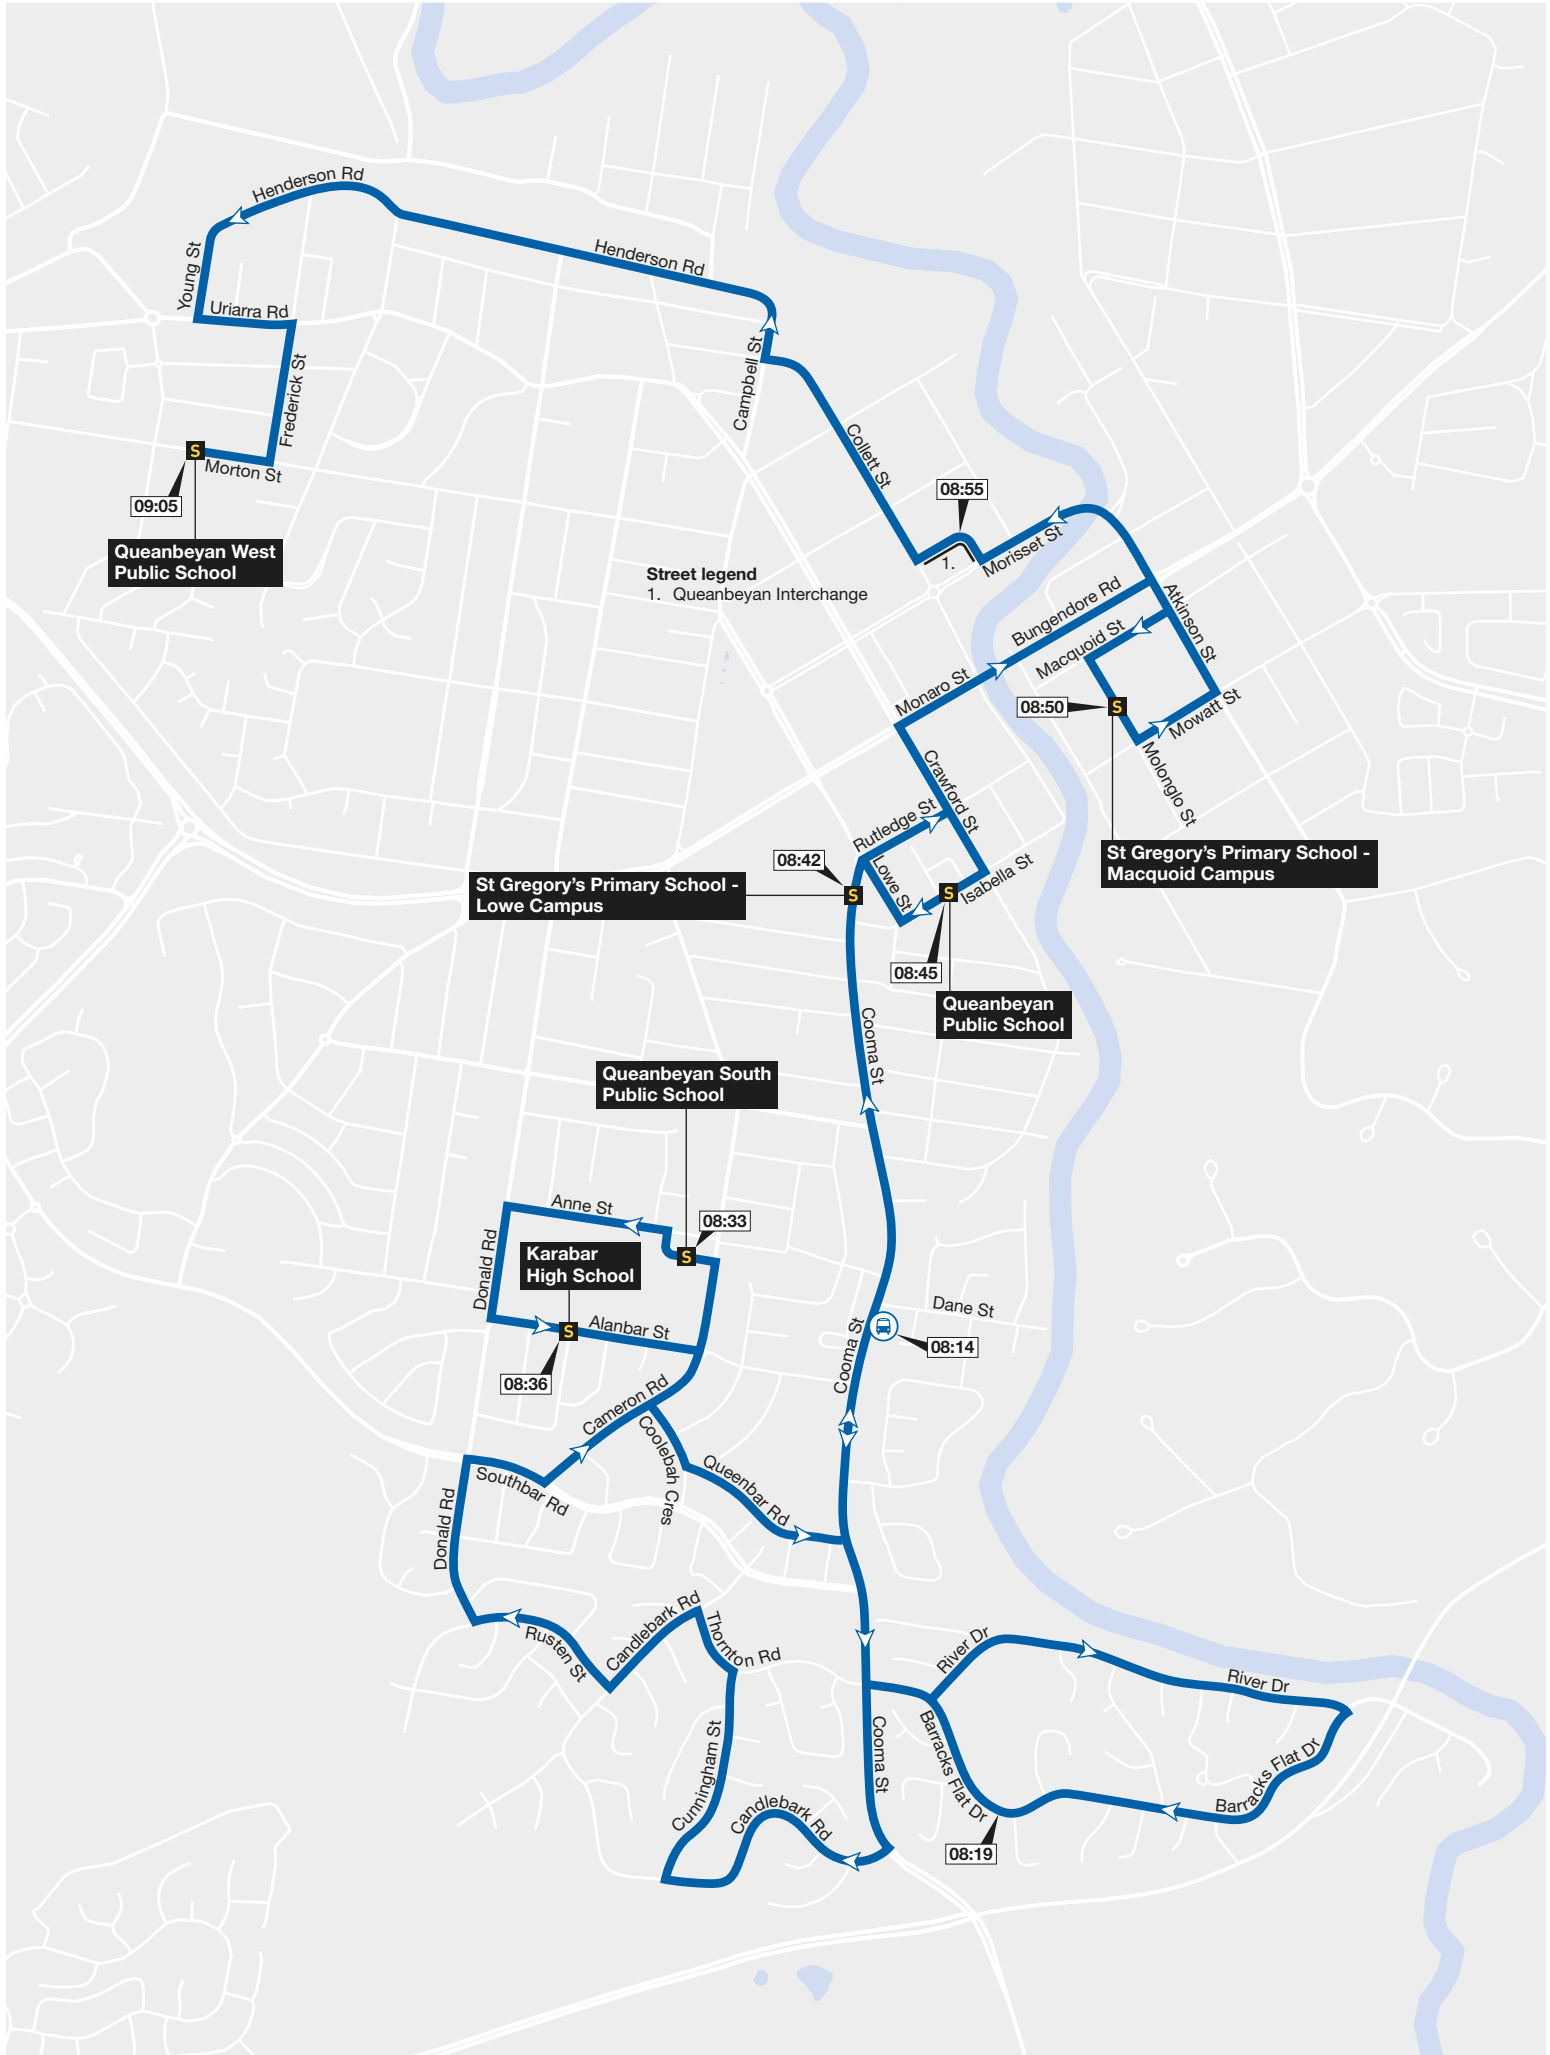 Henderson Rd
Henderson Rd
Young St
Uriarra Rd
Frederick St
Campbell St
Morton St
09:05
Queanbeyan West
Public School
Collett St
08:55
1.
Morisset St
Street legend
1. Queanbeyan Interchange
Bungendore Rd
Atkinson St
Macquoid St
Monaro St
08:50
Mowatt St
Molonglo St
Crawford St
Rutledge St
Lowe St
Isabella St
08:42
St Gregory's Primary School -
Lowe Campus
St Gregory's Primary School -
Macquoid Campus
08:45
Queanbeyan
Public School
Cooma St
Queanbeyan South
Public School
Anne St
08:33
Donald Rd
Karabar
High School
Alanbar St
08:36
Dane St
08:14
Cooma St
Cameron Rd
Coolebah Cres
Queenbar Rd
Southbar Rd
Donald Rd
Rusten St
Candlebark Rd
Thornton Rd
River Dr
River Dr
Cunningham St
Candlebark Rd
Cooma St
Barracks Flat Dr
Barracks Flat Dr
08:19
S
S
S
S
S
S